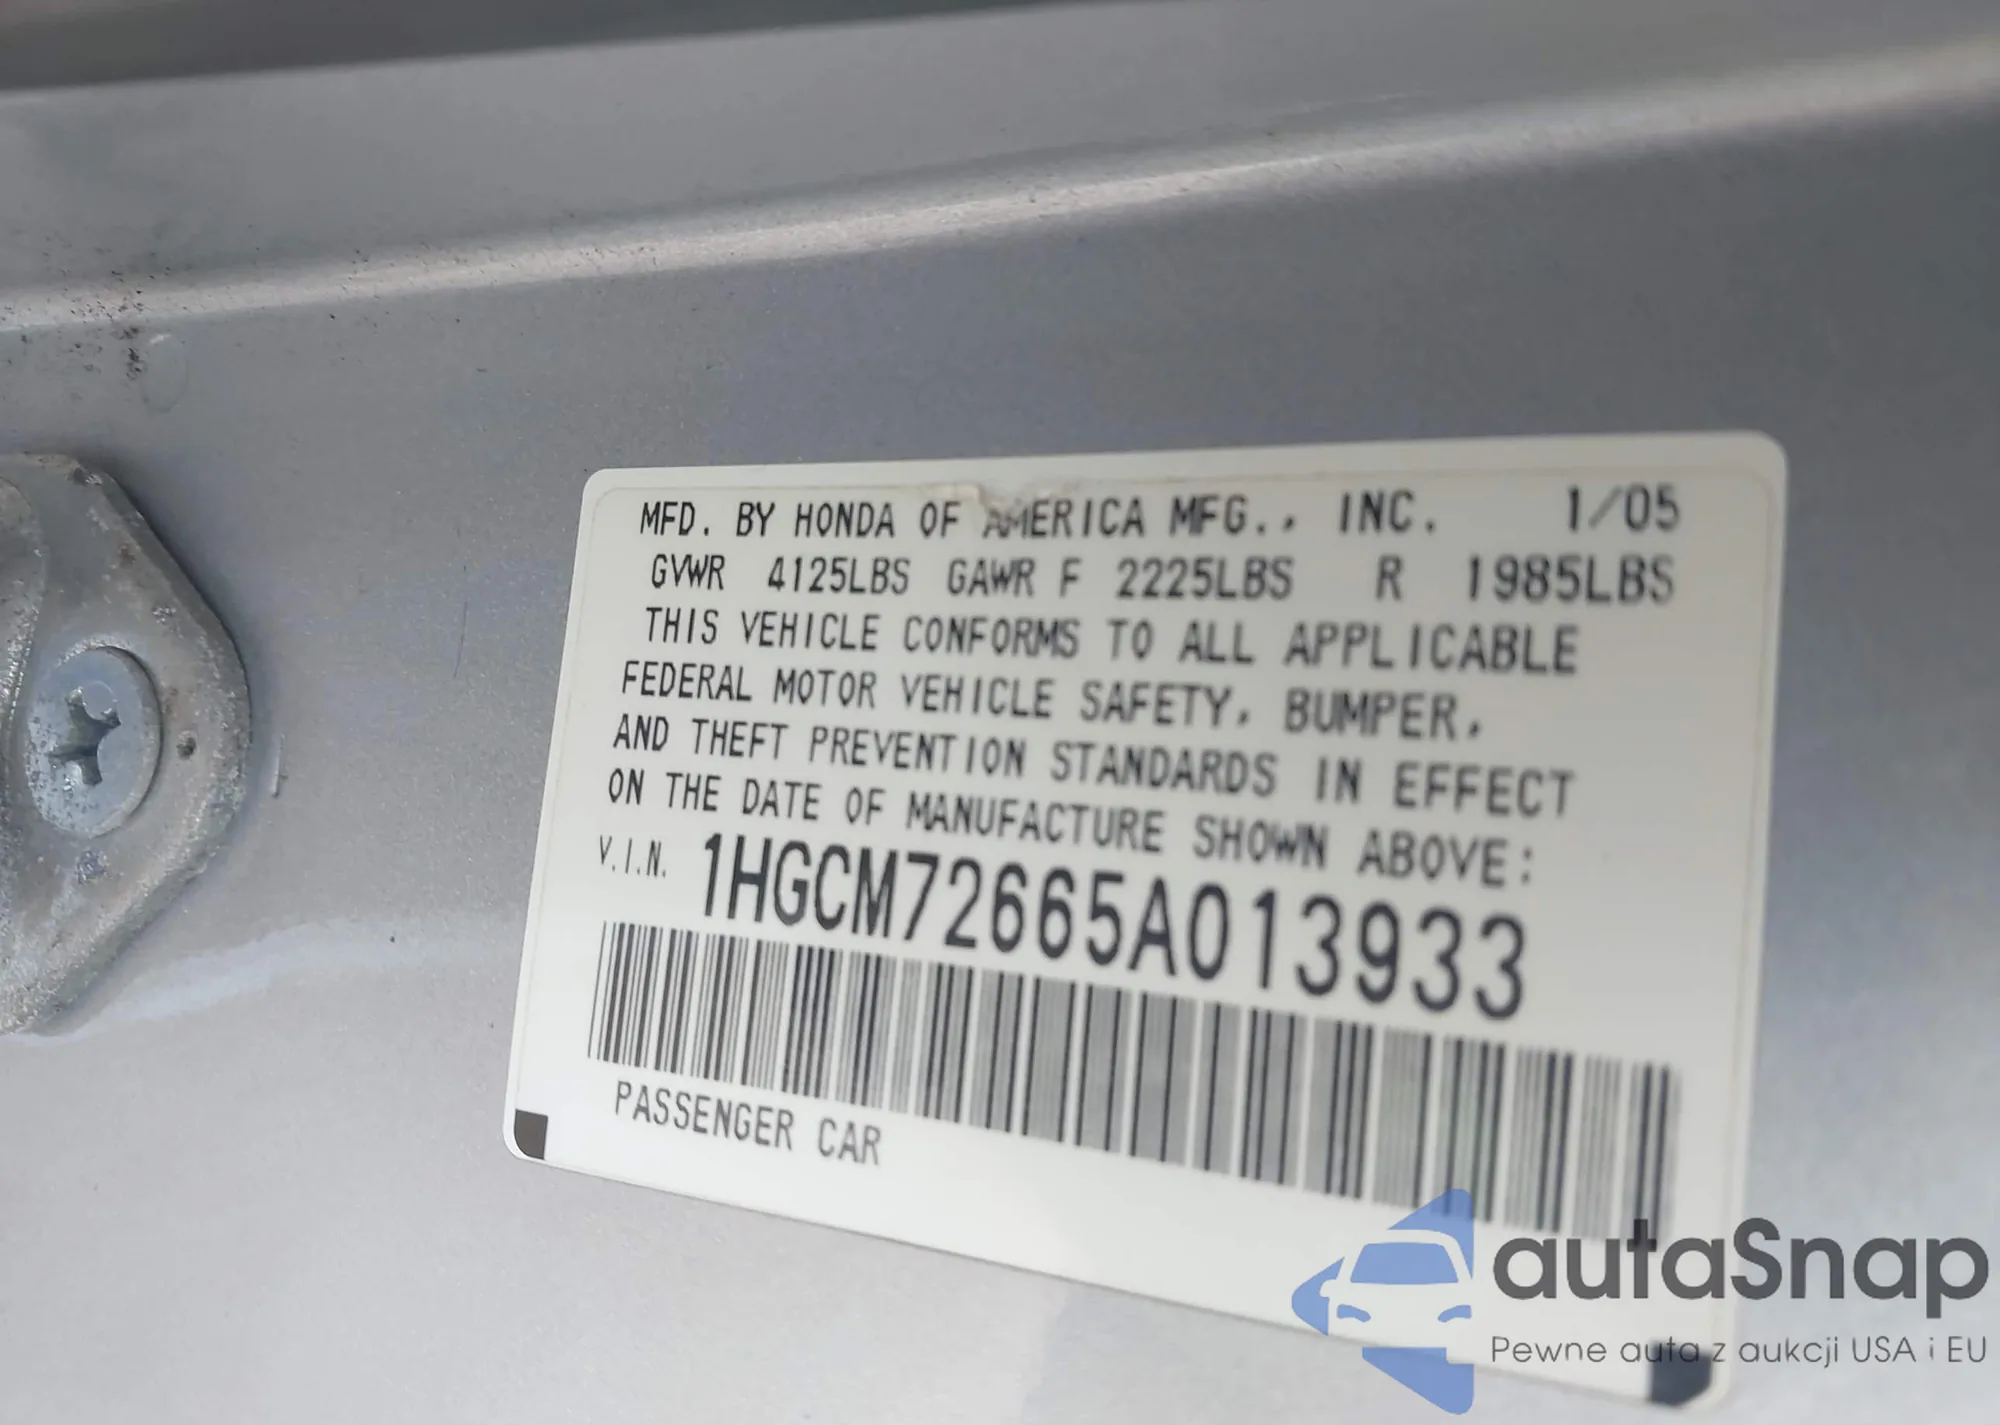 MFD. BY HONDA OF AMERICA MFG., INC. 1/05
GVWR 4125LBS GAWR F 2225LBS R 1985LBS
THIS VEHICLE CONFORMS TO ALL APPLICABLE
FEDERAL MOTOR VEHICLE SAFETY, BUMPER,
AND THEFT PREVENTION STANDARDS IN EFFECT
ON THE DATE OF MANUFACTURE SHOWN ABOVE:
V.I.N. 1HGCM72665A013933
PASSENGER CAR
autaSnap
Pewne auta z aukcji USA i EU